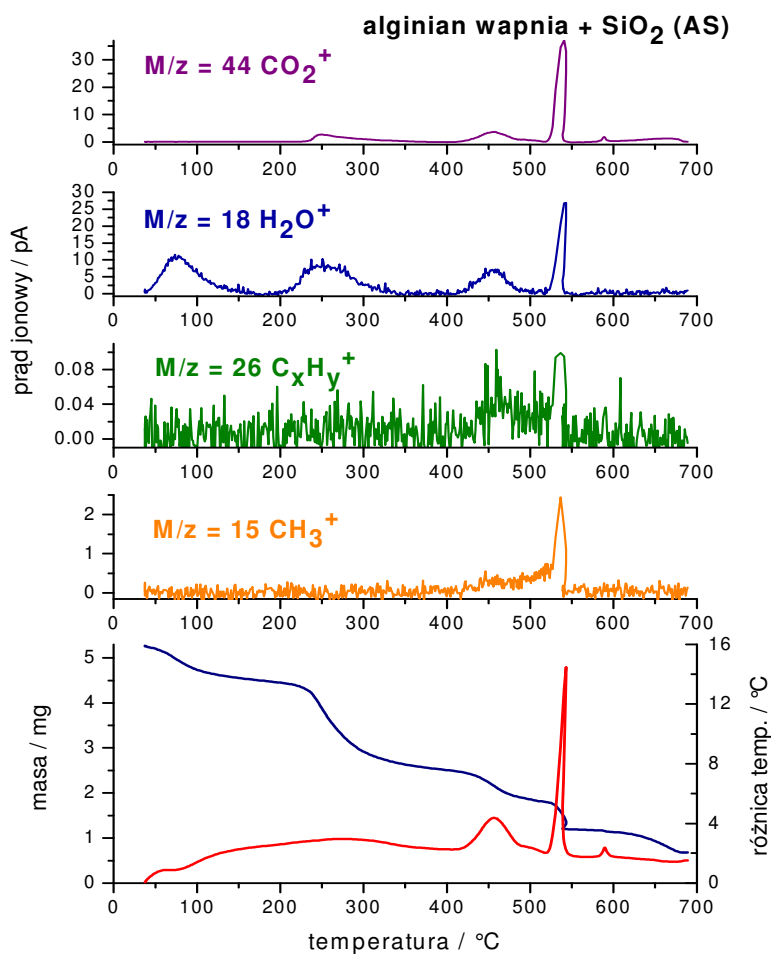 alginian wapnia + SiO2 (AS)
M/z = 44 CO2+
30
20
10
0
0 100 200 300 400 500 600 700
M/z = 18 H2O+
30
25
20
15
10
5
0
0 100 200 300 400 500 600 700
prąd jonowy / pA
M/z = 26 CxHy+
0.08
0.04
0.00
0 100 200 300 400 500 600 700
M/z = 15 CH3+
2
1
0
0 100 200 300 400 500 600 700
5
4
3
2
1
0
masa / mg
16
12
8
4
0
różnica temp. / °C
0 100 200 300 400 500 600 700
temperatura / °C